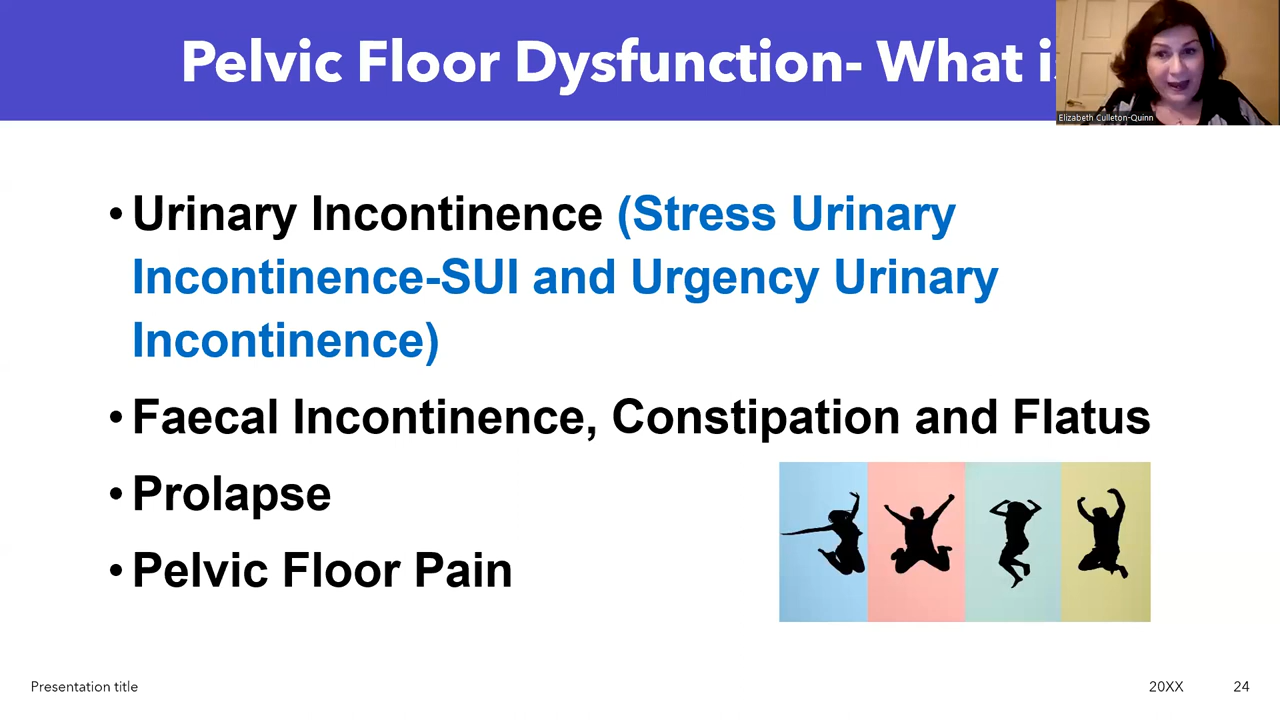 Pelvic Floor Dysfunction- What is
Elizabeth Culleton-Quinn
• Urinary Incontinence (Stress Urinary
Incontinence-SUI and Urgency Urinary
Incontinence)
• Faecal Incontinence, Constipation and Flatus
• Prolapse
• Pelvic Floor Pain
Presentation title
20XX
24